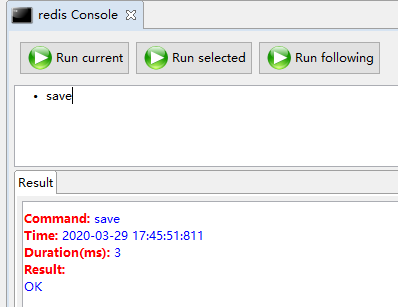 redis Console
Run current Run selected Run following
• save
Result
Command: save
Time: 2020-03-29 17:45:51:811
Duration(ms): 3
Result:
OK